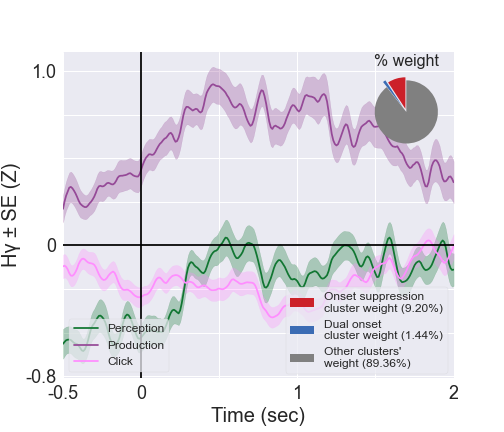 % weight
1.0
0
-0.8
Hγ ± SE (Z)
Onset suppression
cluster weight (9.20%)
Dual onset
cluster weight (1.44%)
Other clusters'
weight (89.36%)
Perception
Production
Click
-0.5
0
1
2
Time (sec)